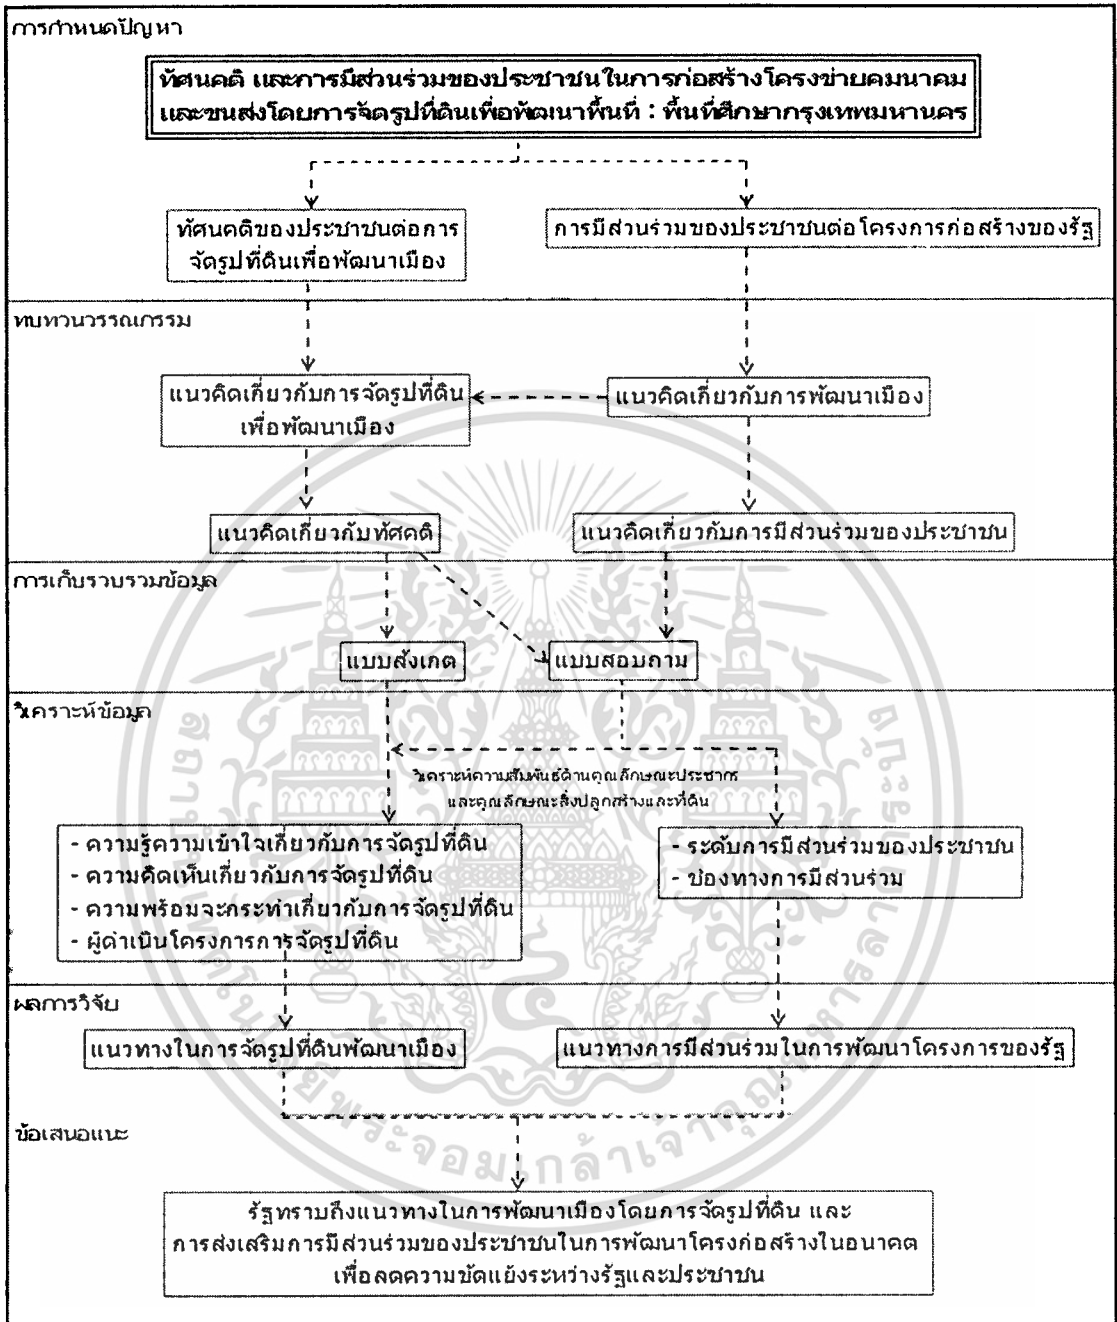 การกำหนดปัญหา
ทัศนคติ และการมีส่วนร่วมของประชาชนในการก่อสร้างโครงข่ายคมนาคม
และขนส่งโดยการจัดรูปที่ดินเพื่อพัฒนาพื้นที่ : พื้นที่ศึกษากรุงเทพมหานคร
ทัศนคติของประชาชนต่อการ
จัดรูปที่ดินเพื่อพัฒนาเมือง
การมีส่วนร่วมของประชาชนต่อโครงการก่อสร้างของรัฐ
ทบทวนวรรณกรรม
แนวคิดเกี่ยวกับการจัดรูปที่ดิน
เพื่อพัฒนาเมือง
แนวคิดเกี่ยวกับการพัฒนาเมือง
แนวคิดเกี่ยวกับทัศคติ
แนวคิดเกี่ยวกับการมีส่วนร่วมของประชาชน
การเก็บรวบรวมข้อมูล
แบบสังเกต
แบบสอบถาม
วิเคราะห์ข้อมูล
วิเคราะห์ความสัมพันธ์ด้านคุณลักษณะประชากร
และคุณลักษณะสิ่งปลูกสร้างและที่ดิน
- ความรู้ความเข้าใจเกี่ยวกับการจัดรูปที่ดิน
- ความคิดเห็นเกี่ยวกับการจัดรูปที่ดิน
- ความพร้อมจะกระทำเกี่ยวกับการจัดรูปที่ดิน
- ผู้ดำเนินโครงการการจัดรูปที่ดิน
- ระดับการมีส่วนร่วมของประชาชน
- ช่องทางการมีส่วนร่วม
ผลการวิจัย
แนวทางในการจัดรูปที่ดินพัฒนาเมือง
แนวทางการมีส่วนร่วมในการพัฒนาโครงการของรัฐ
ข้อเสนอแนะ
รัฐทราบถึงแนวทางในการพัฒนาเมืองโดยการจัดรูปที่ดิน และ
การส่งเสริมการมีส่วนร่วมของประชาชนในการพัฒนาโครงก่อสร้างในอนาคต
เพื่อลดความขัดแย้งระหว่างรัฐและประชาชน
สถาบันเทคโนโลยีพระจอมเกล้าเจ้าคุณทหารลาดกระบัง